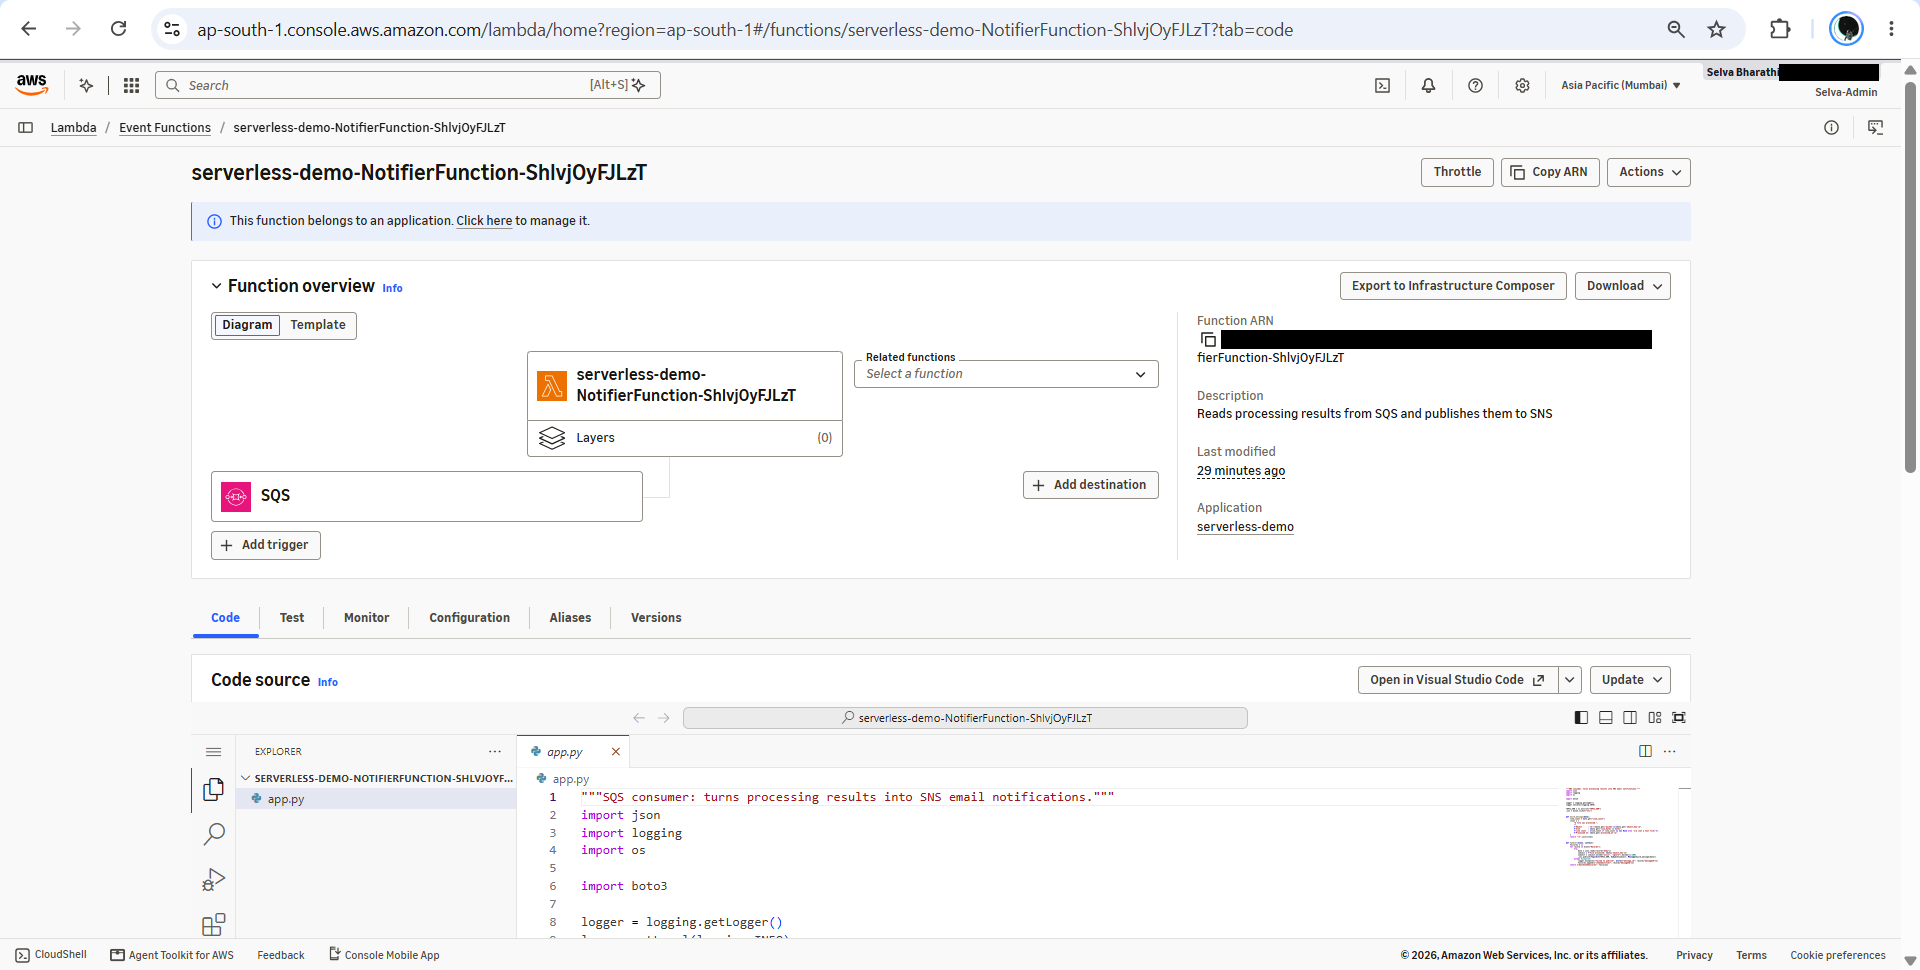 ap-south-1.console.aws.amazon.com/lambda/home?region=ap-south-1#/functions/serverless-demo-NotifierFunction-ShlvjOyFJLzT?tab=code
aws
Search
[Alt+S]
Asia Pacific (Mumbai)
Selva Bharathi
Selva-Admin
Lambda / Event Functions / serverless-demo-NotifierFunction-ShlvjOyFJLzT
serverless-demo-NotifierFunction-ShlvjOyFJLzT
Throttle
Copy ARN
Actions
This function belongs to an application. Click here to manage it.
Function overview Info
Export to Infrastructure Composer
Download
Diagram
Template
serverless-demo-
NotifierFunction-ShlvjOyFJLzT
Layers (0)
Related functions
Select a function
SQS
Add destination
Add trigger
Function ARN
fierFunction-ShlvjOyFJLzT
Description
Reads processing results from SQS and publishes them to SNS
Last modified
29 minutes ago
Application
serverless-demo
Code
Test
Monitor
Configuration
Aliases
Versions
Code source Info
Open in Visual Studio Code
Update
serverless-demo-NotifierFunction-ShlvjOyFJLzT
EXPLORER
SERVERLESS-DEMO-NOTIFIERFUNCTION-SHLVJOYF...
app.py
app.py
app.py
1 """SQS consumer: turns processing results into SNS email notifications."""
2 import json
3 import logging
4 import os
5
6 import boto3
7
8 logger = logging.getLogger()
CloudShell
Agent Toolkit for AWS
Feedback
Console Mobile App
© 2026, Amazon Web Services, Inc. or its affiliates.
Privacy
Terms
Cookie preferences